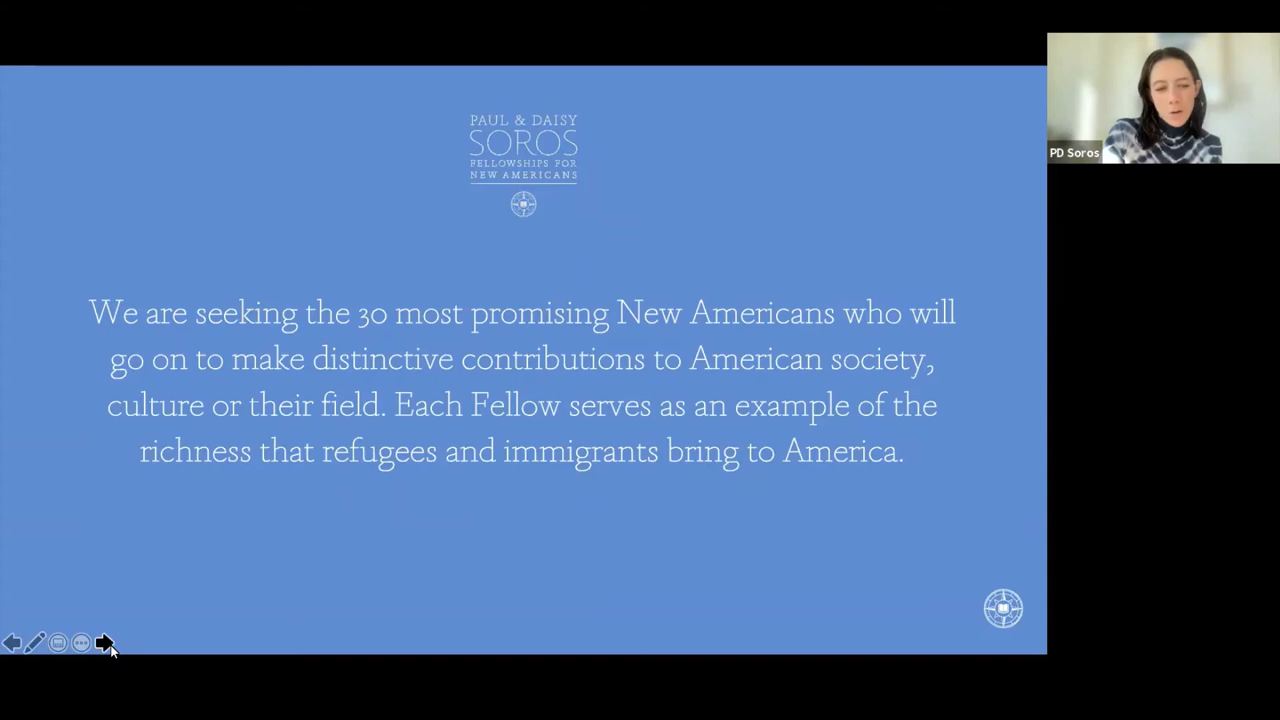 PAUL & DAISY
SOROS
FELLOWSHIPS FOR
NEW AMERICANS
We are seeking the 30 most promising New Americans who will
go on to make distinctive contributions to American society,
culture or their field. Each Fellow serves as an example of the
richness that refugees and immigrants bring to America.
PD Soros